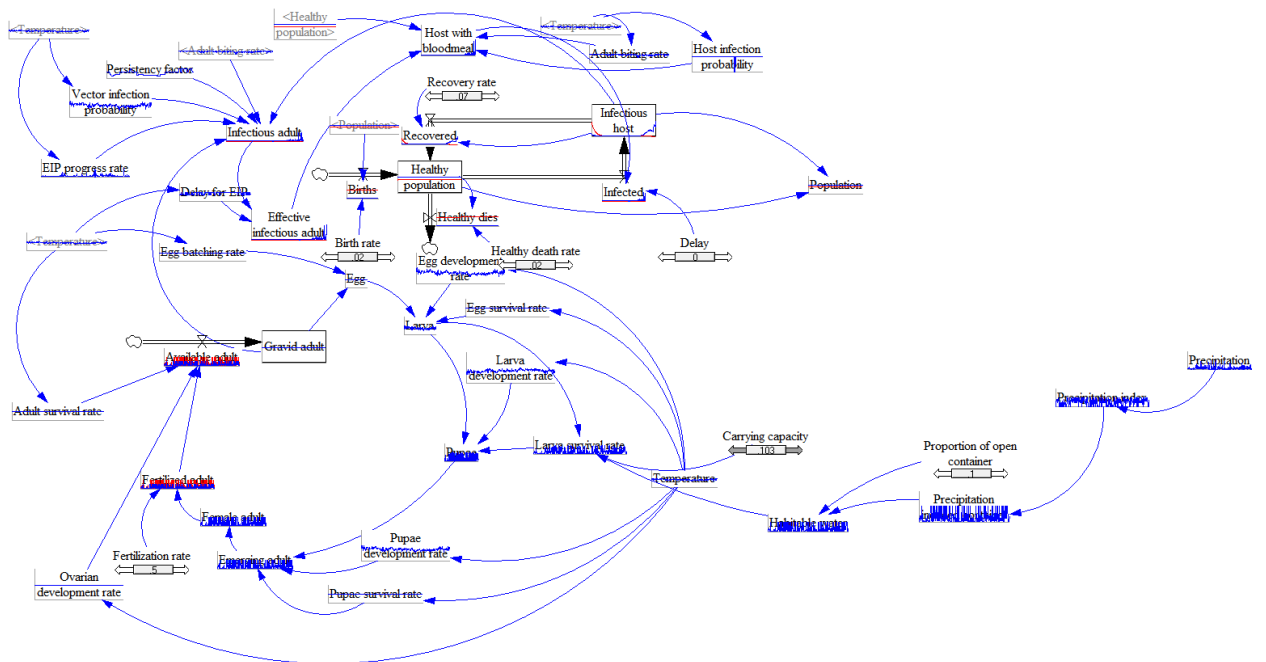 <Temperature>
<Healthy
population>
Host with
bloodmeal
<Temperature>
<Adult biting rate>
Adult biting rate
Host infection
probability
Persistency factor
Vector infection
probability
Recovery rate
.07
Infectious adult
<Population>
Recovered
Infectious
host
EIP progress rate
Healthy
population
Births
Infected
Population
Delay for EIP
Effective
infectious adult
Healthy dies
<Temperature>
Egg batching rate
Birth rate
.02
Healthy death rate
.02
Delay
0
Egg development
rate
Egg
Egg survival rate
Larva
Gravid adult
Available adult
Larva
development rate
Precipitation
Adult survival rate
Precipitation index
Carrying capacity
.103
Larva survival rate
Pupae
Proportion of open
container
.1
Temperature
Fertilized adult
Precipitation
Female adult
Habitable water
Fertilization rate
.5
Emerging adult
Pupae
development rate
Ovarian
development rate
Pupae survival rate